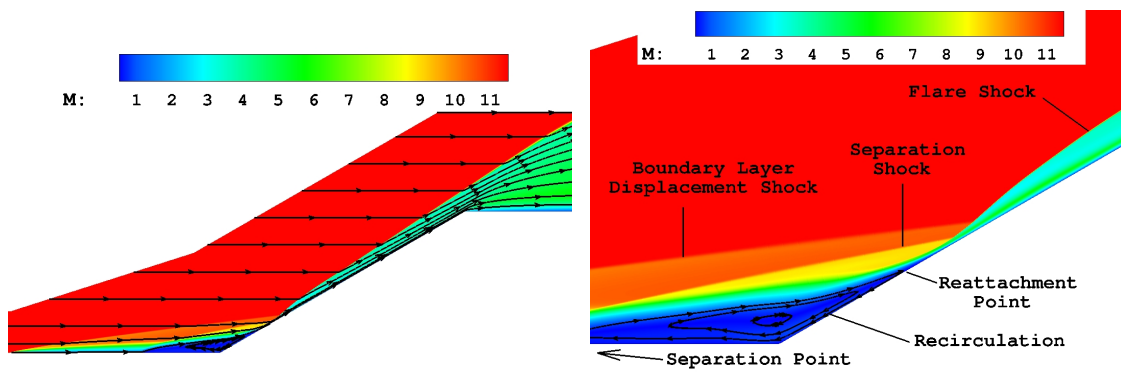 M: 1 2 3 4 5 6 7 8 9 10 11
M: 1 2 3 4 5 6 7 8 9 10 11
Flare Shock
Separation
Shock
Boundary Layer
Displacement Shock
Reattachment
Point
Recirculation
Separation Point